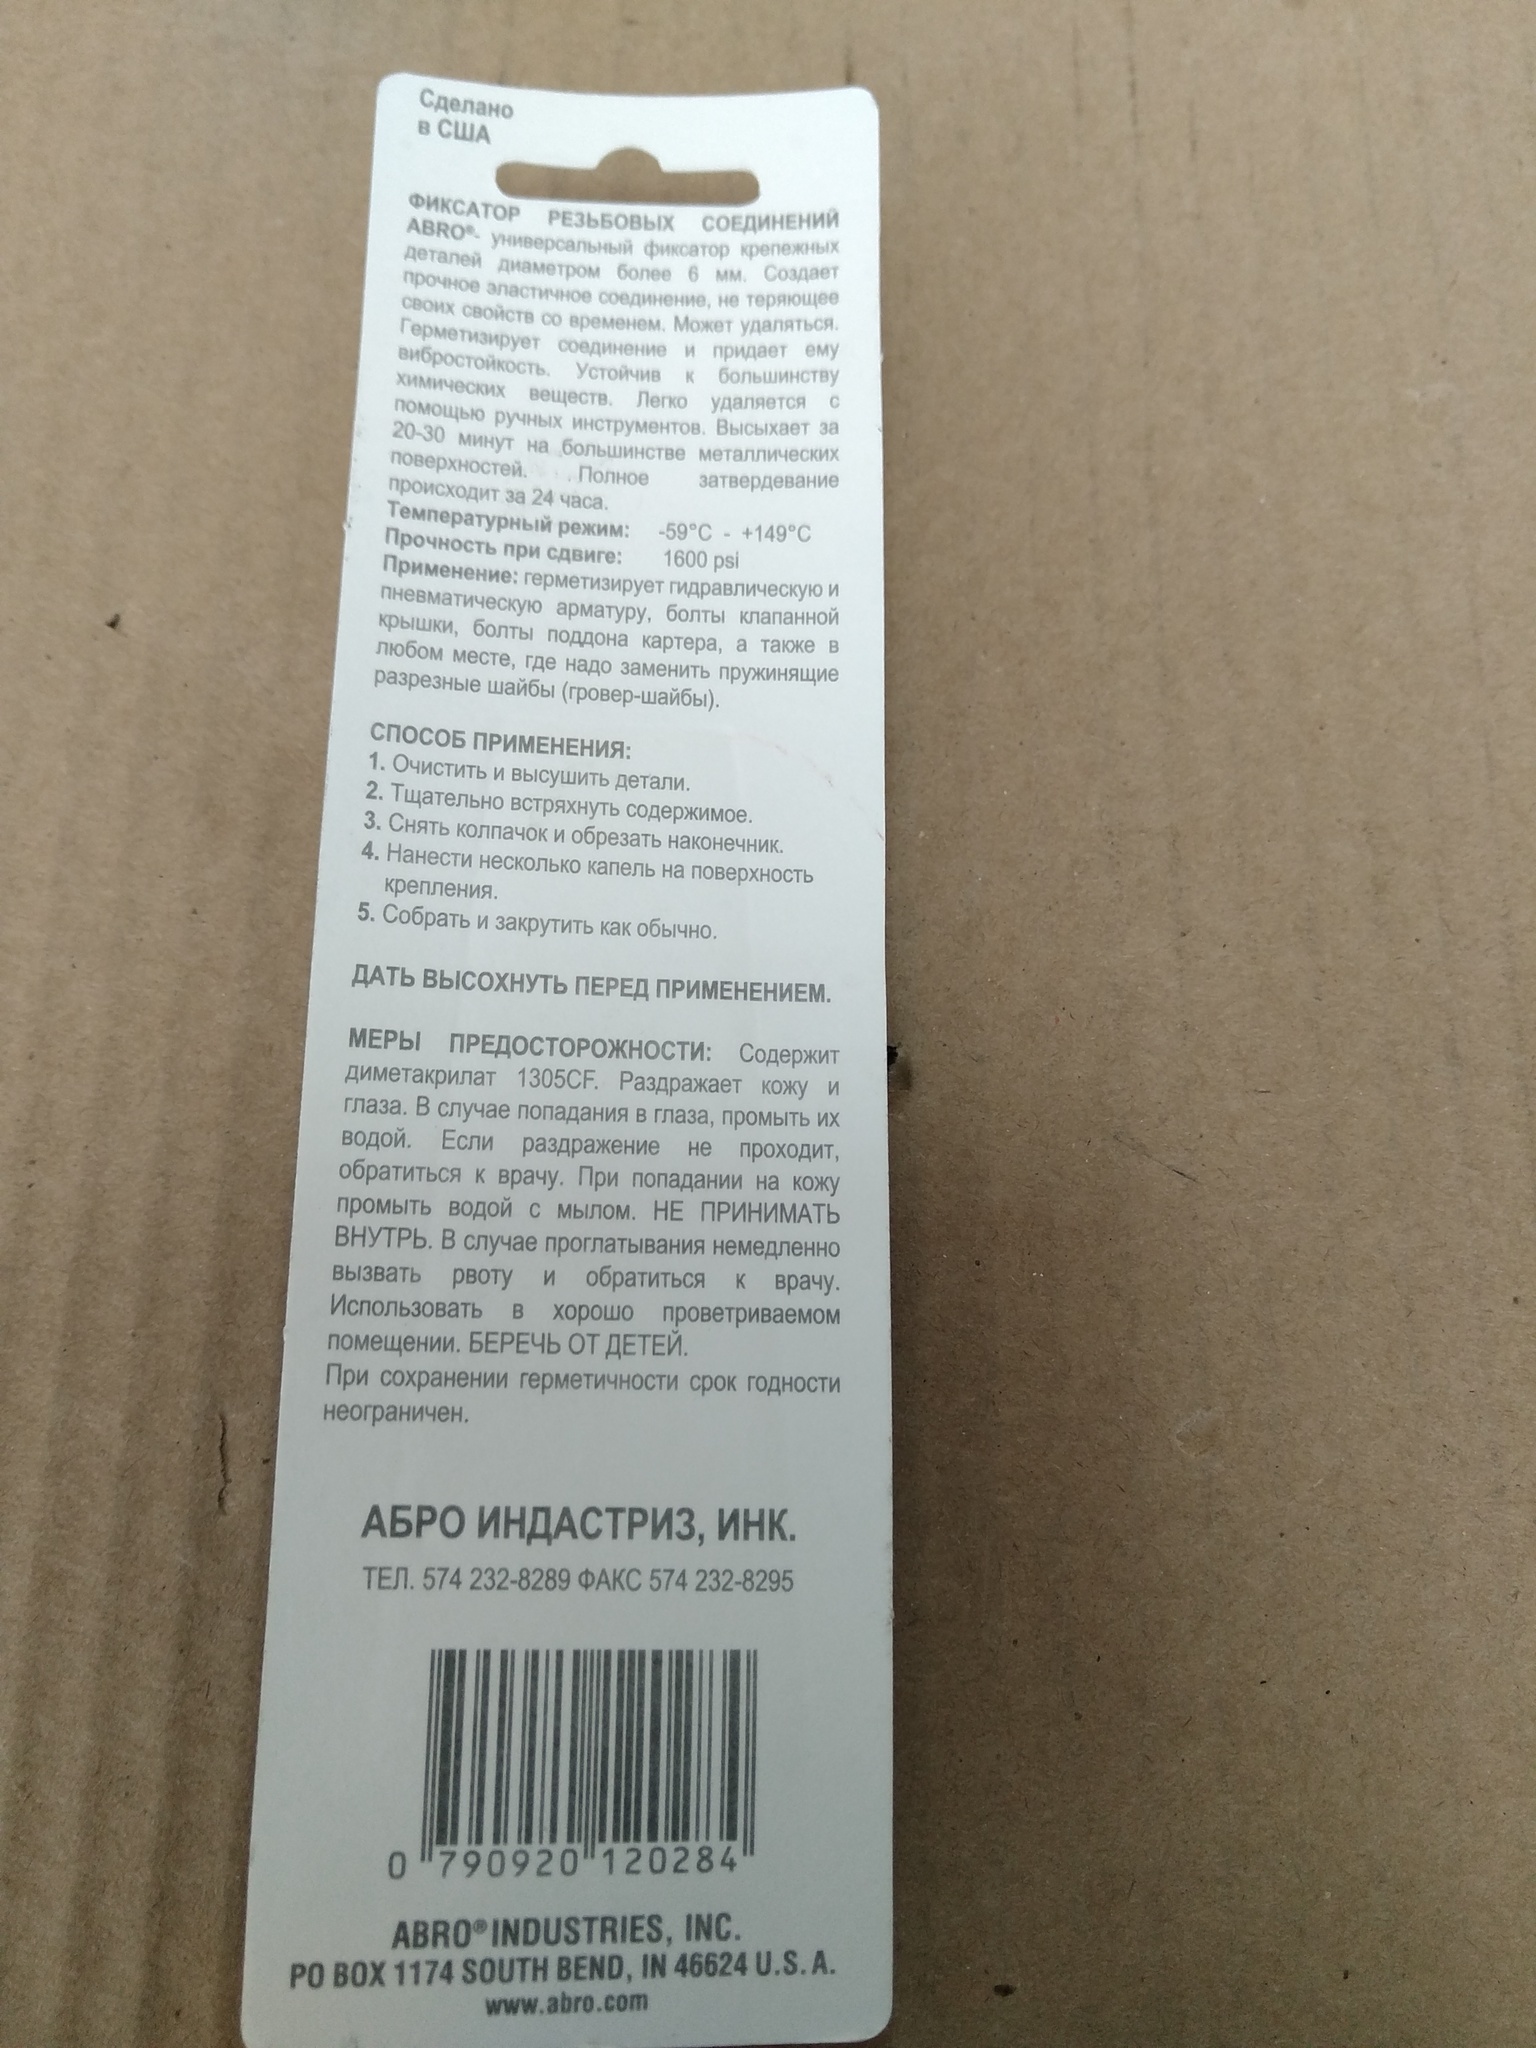 Сделано
в США
ФИКСАТОР РЕЗЬБОВЫХ СОЕДИНЕНИЙ
ABRO®- универсальный фиксатор крепежных
деталей диаметром более 6 мм. Создает
прочное эластичное соединение, не теряющее
своих свойств со временем. Может удаляться.
Герметизирует соединение и придает ему
вибростойкость. Устойчив к большинству
химических веществ. Легко удаляется с
помощью ручных инструментов. Высыхает за
20-30 минут на большинстве металлических
поверхностей. Полное затвердевание
происходит за 24 часа.
Температурный режим: -59°C - +149°C
Прочность при сдвиге: 1600 psi
Применение: герметизирует гидравлическую и
пневматическую арматуру, болты клапанной
крышки, болты поддона картера, а также в
любом месте, где надо заменить пружинящие
разрезные шайбы (гровер-шайбы).
СПОСОБ ПРИМЕНЕНИЯ:
1. Очистить и высушить детали.
2. Тщательно встряхнуть содержимое.
3. Снять колпачок и обрезать наконечник.
4. Нанести несколько капель на поверхность
крепления.
5. Собрать и закрутить как обычно.
ДАТЬ ВЫСОХНУТЬ ПЕРЕД ПРИМЕНЕНИЕМ.
МЕРЫ ПРЕДОСТОРОЖНОСТИ: Содержит
диметакрилат 1305CF. Раздражает кожу и
глаза. В случае попадания в глаза, промыть их
водой. Если раздражение не проходит,
обратиться к врачу. При попадании на кожу
промыть водой с мылом. НЕ ПРИНИМАТЬ
ВНУТРЬ. В случае проглатывания немедленно
вызвать рвоту и обратиться к врачу.
Использовать в хорошо проветриваемом
помещении. БЕРЕЧЬ ОТ ДЕТЕЙ.
При сохранении герметичности срок годности
неограничен.
АБРО ИНДАСТРИЗ, ИНК.
ТЕЛ. 574 232-8289 ФАКС 574 232-8295
0 790920 120284
ABRO® INDUSTRIES, INC.
PO BOX 1174 SOUTH BEND, IN 46624 U.S.A.
www.abro.com